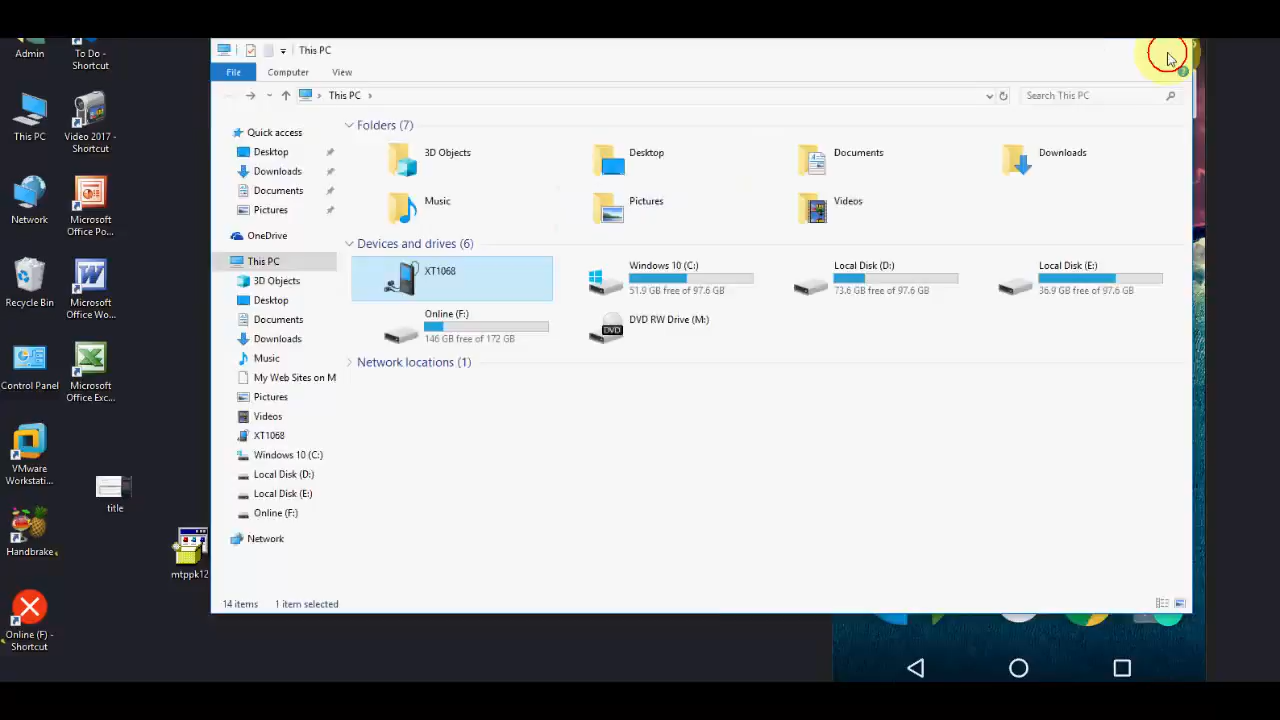 Admin
To Do -
Shortcut
This PC
Video 2017 -
Shortcut
Network
Microsoft
Office Po...
Recycle Bin
Microsoft
Office Wo...
Control Panel
Microsoft
Office Exc...
VMware
Workstati...
title
Handbrake
mtppk12
Online (F) -
Shortcut
This PC
File
Computer
View
This PC
Search This PC
Quick access
Desktop
Downloads
Documents
Pictures
OneDrive
This PC
3D Objects
Desktop
Documents
Downloads
Music
My Web Sites on M
Pictures
Videos
XT1068
Windows 10 (C:)
Local Disk (D:)
Local Disk (E:)
Online (F:)
Network
Folders (7)
3D Objects
Desktop
Documents
Downloads
Music
Pictures
Videos
Devices and drives (6)
XT1068
Windows 10 (C:)
51.9 GB free of 97.6 GB
Local Disk (D:)
73.6 GB free of 97.6 GB
Local Disk (E:)
36.9 GB free of 97.6 GB
Online (F:)
146 GB free of 172 GB
DVD
DVD RW Drive (M:)
Network locations (1)
14 items
1 item selected